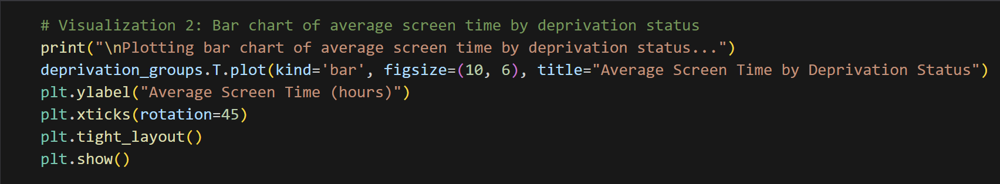 # Visualization 2: Bar chart of average screen time by deprivation status
print("\nPlotting bar chart of average screen time by deprivation status...")
deprivation_groups.T.plot(kind='bar', figsize=(10, 6), title="Average Screen Time by Deprivation Status")
plt.ylabel("Average Screen Time (hours)")
plt.xticks(rotation=45)
plt.tight_layout()
plt.show()